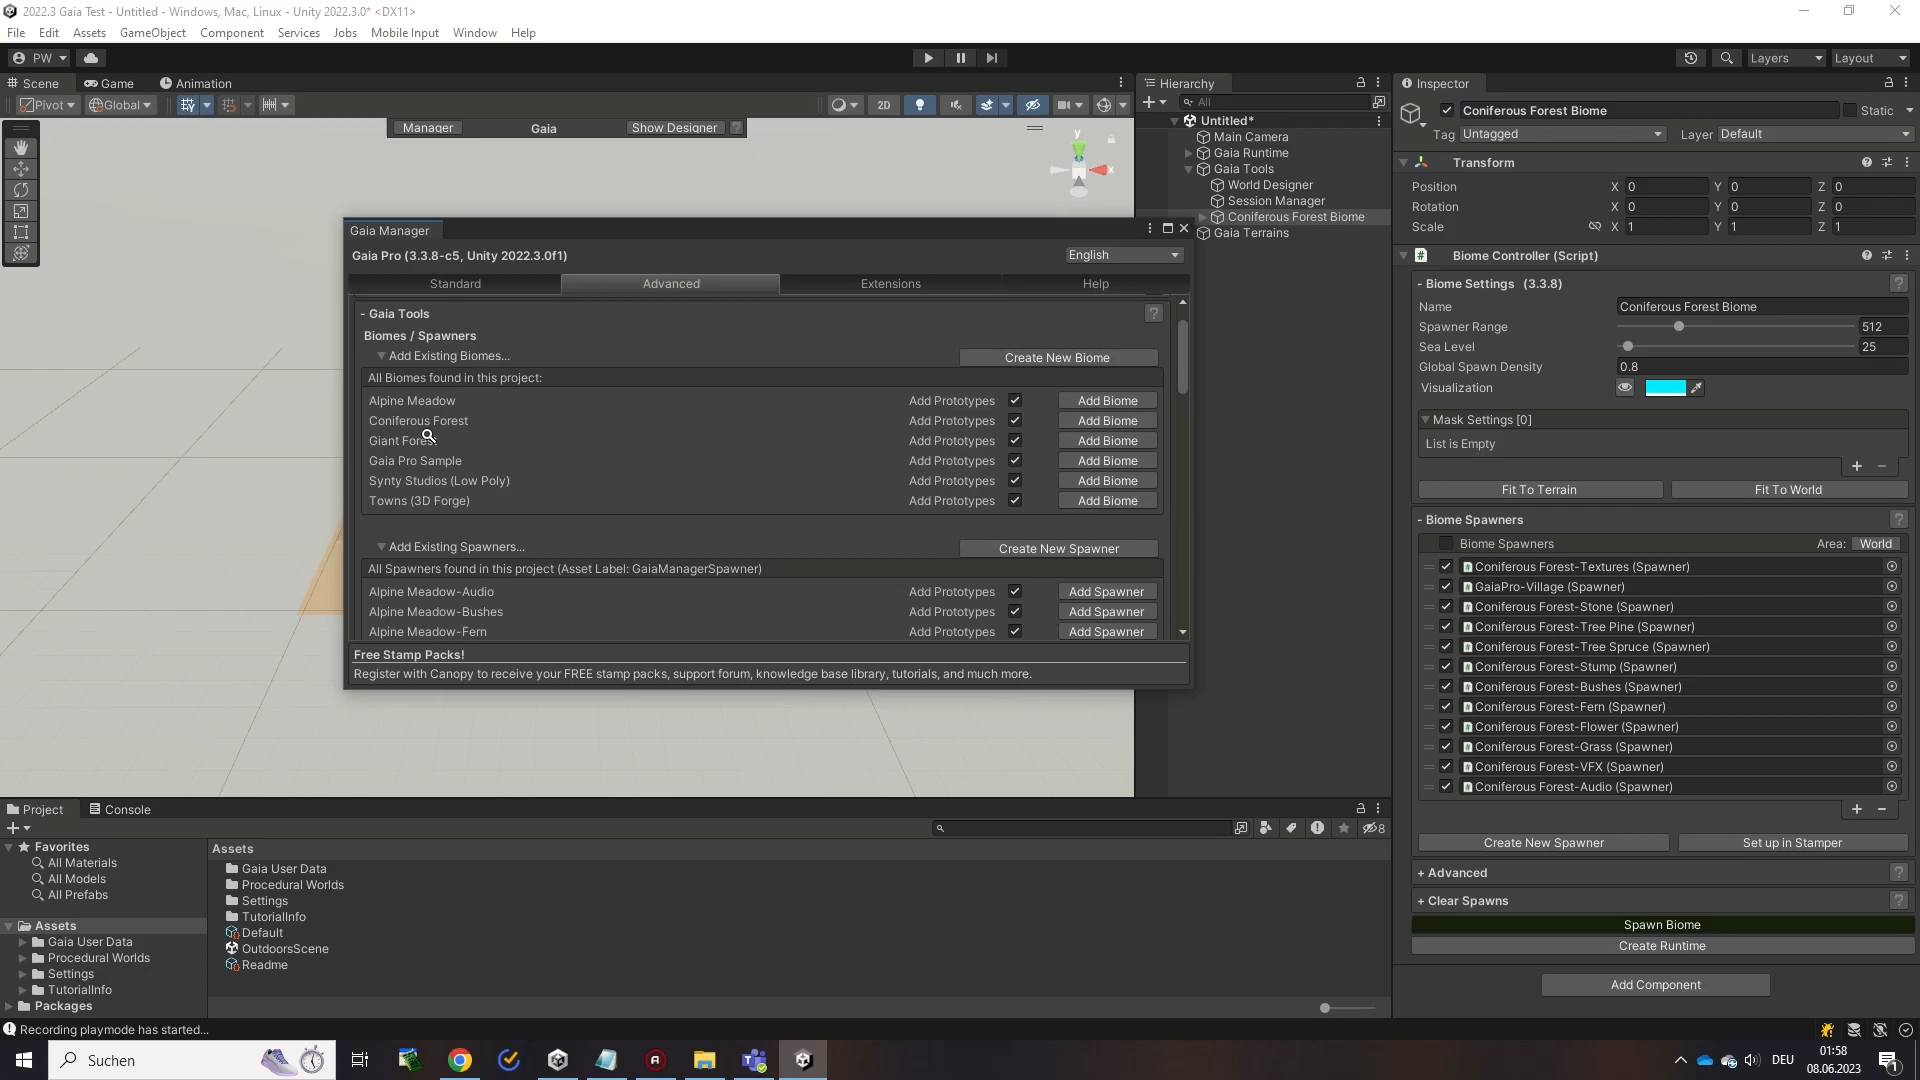 2022.3 Gaia Test - Untitled - Windows, Mac, Linux - Unity 2022.3.0* <DX11>
File Edit Assets GameObject Component Services Jobs Mobile Input Window Help
PW Layers Layout
Scene Game Animation
Pivot Global 2D
Manager Gaia Show Designer ?
y
x
Gaia Manager
Gaia Pro (3.3.8-c5, Unity 2022.3.0f1) English
Standard Advanced Extensions Help
- Gaia Tools ?
Biomes / Spawners
Add Existing Biomes... Create New Biome
All Biomes found in this project:
Alpine Meadow Add Prototypes Add Biome
Coniferous Forest Add Prototypes Add Biome
Giant Forest Add Prototypes Add Biome
Gaia Pro Sample Add Prototypes Add Biome
Synty Studios (Low Poly) Add Prototypes Add Biome
Towns (3D Forge) Add Prototypes Add Biome
Add Existing Spawners... Create New Spawner
All Spawners found in this project (Asset Label: GaiaManagerSpawner)
Alpine Meadow-Audio Add Prototypes Add Spawner
Alpine Meadow-Bushes Add Prototypes Add Spawner
Alpine Meadow-Fern Add Prototypes Add Spawner
Free Stamp Packs!
Register with Canopy to receive your FREE stamp packs, support forum, knowledge base library, tutorials, and much more.
Hierarchy
All
Untitled*
Main Camera
Gaia Runtime
Gaia Tools
World Designer
Session Manager
Coniferous Forest Biome
Gaia Terrains
Inspector
Coniferous Forest Biome Static
Tag Untagged Layer Default
Transform
Position X 0 Y 0 Z 0
Rotation X 0 Y 0 Z 0
Scale X 1 Y 1 Z 1
# Biome Controller (Script)
- Biome Settings (3.3.8) ?
Name Coniferous Forest Biome
Spawner Range 512
Sea Level 25
Global Spawn Density 0.8
Visualization
Mask Settings [0]
List is Empty
+ -
Fit To Terrain Fit To World
- Biome Spawners ?
Biome Spawners Area: World
Coniferous Forest-Textures (Spawner)
GaiaPro-Village (Spawner)
Coniferous Forest-Stone (Spawner)
Coniferous Forest-Tree Pine (Spawner)
Coniferous Forest-Tree Spruce (Spawner)
Coniferous Forest-Stump (Spawner)
Coniferous Forest-Bushes (Spawner)
Coniferous Forest-Fern (Spawner)
Coniferous Forest-Flower (Spawner)
Coniferous Forest-Grass (Spawner)
Coniferous Forest-VFX (Spawner)
Coniferous Forest-Audio (Spawner)
+ -
Create New Spawner Set up in Stamper
+ Advanced ?
+ Clear Spawns ?
Spawn Biome
Create Runtime
Add Component
Project Console
8
Favorites
All Materials
All Models
All Prefabs
Assets
Gaia User Data
Procedural Worlds
Settings
TutorialInfo
Packages
Assets
Gaia User Data
Procedural Worlds
Settings
TutorialInfo
Default
OutdoorsScene
Readme
Recording playmode has started...
Suchen DEU 01:58
08.06.2023 1